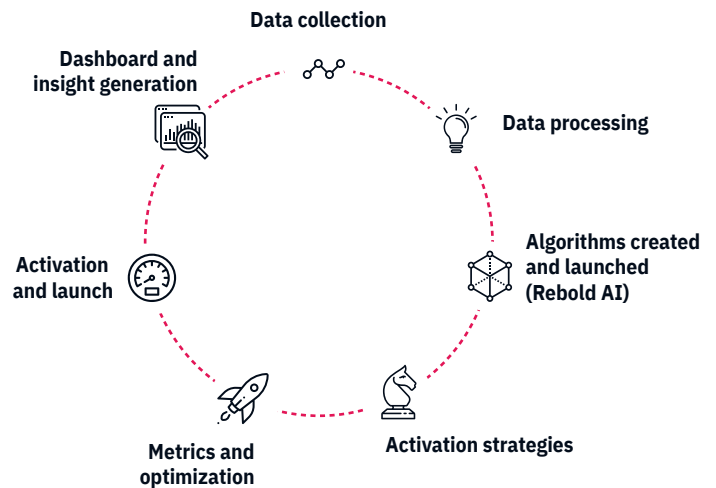 Data collection
Dashboard and
insight generation
Data processing
Algorithms created
and launched
(Rebold AI)
Activation
and launch
Activation strategies
Metrics and
optimization